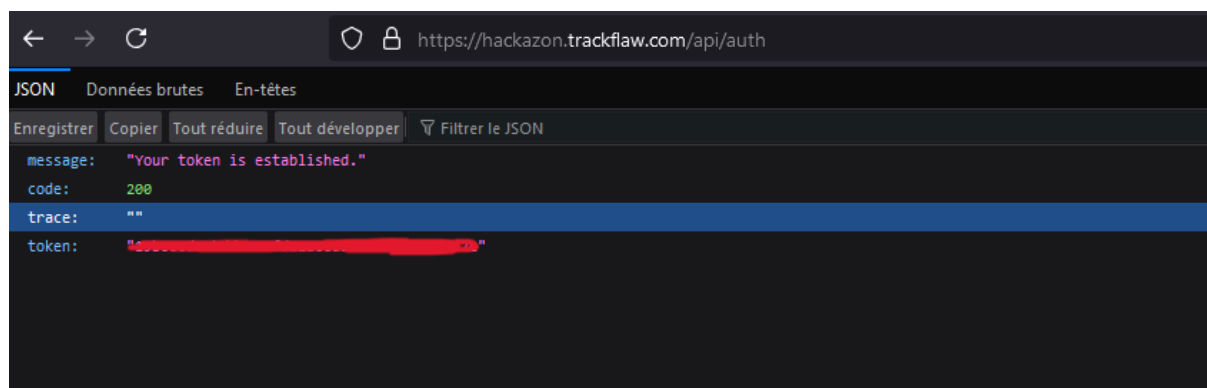 https://hackazon.trackflaw.com/api/auth
JSON Données brutes En-têtes
Enregistrer Copier Tout réduire Tout développer Filtrer le JSON
message: "Your token is established."
code: 200
trace: ""
token: " "